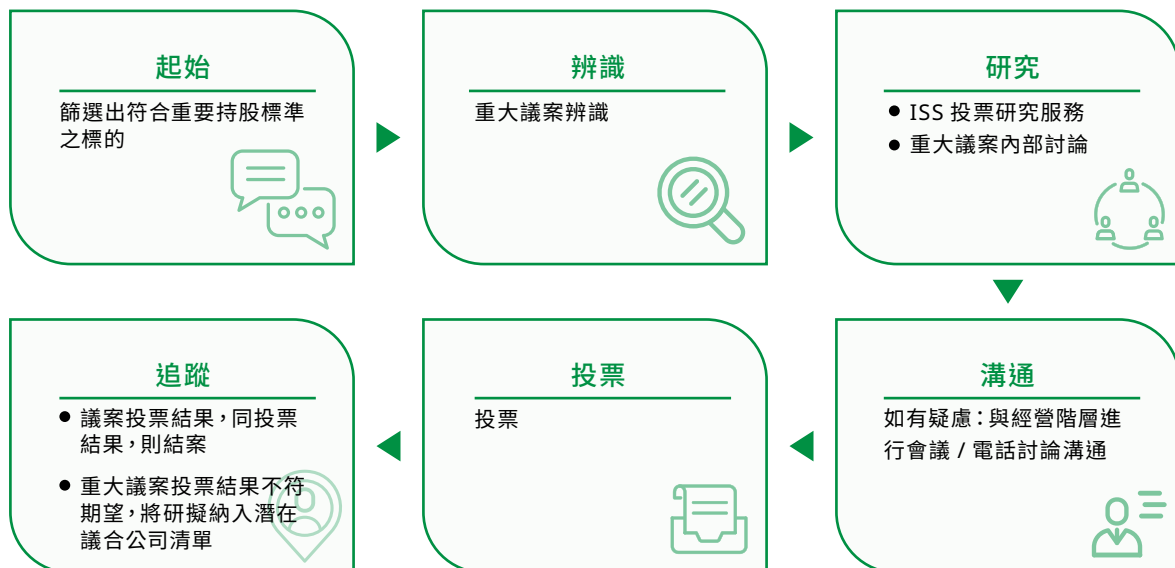 起始
篩選出符合重要持股標準
之標的
辨識
重大議案辨識
研究
● ISS 投票研究服務
● 重大議案內部討論
溝通
如有疑慮：與經營階層進
行會議 / 電話討論溝通
投票
投票
追蹤
● 議案投票結果，同投票
結果，則結案
● 重大議案投票結果不符
期望，將研擬納入潛在
議合公司清單